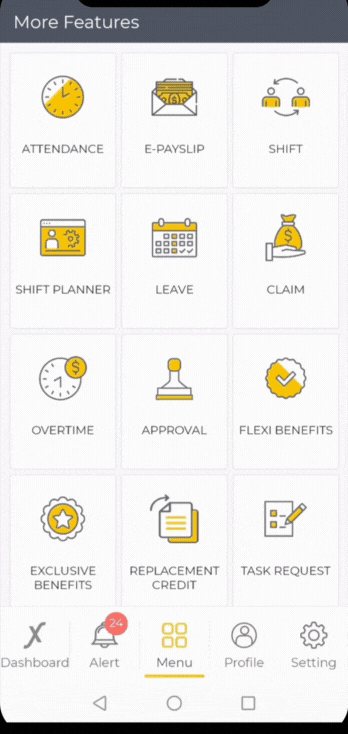 More Features
ATTENDANCE
E-PAYSLIP
SHIFT
SHIFT PLANNER
LEAVE
CLAIM
OVERTIME
APPROVAL
FLEXI BENEFITS
EXCLUSIVE
BENEFITS
REPLACEMENT
CREDIT
TASK REQUEST
24
Dashboard
Alert
Menu
Profile
Setting